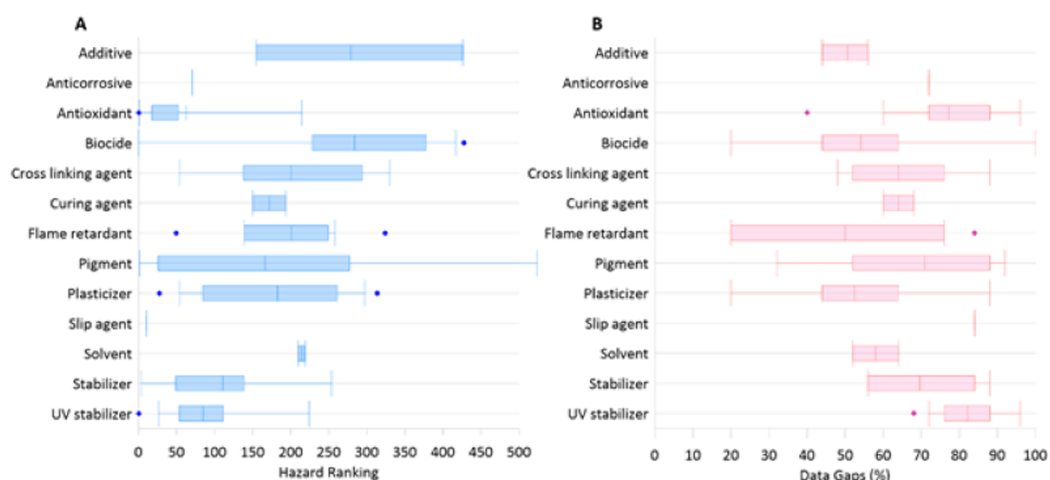 A
Additive
Anticorrosive
Antioxidant
Biocide
Cross linking agent
Curing agent
Flame retardant
Pigment
Plasticizer
Slip agent
Solvent
Stabilizer
UV stabilizer
0 50 100 150 200 250 300 350 400 450 500
Hazard Ranking
B
Additive
Anticorrosive
Antioxidant
Biocide
Cross linking agent
Curing agent
Flame retardant
Pigment
Plasticizer
Slip agent
Solvent
Stabilizer
UV stabilizer
0 10 20 30 40 50 60 70 80 90 100
Data Gaps (%)